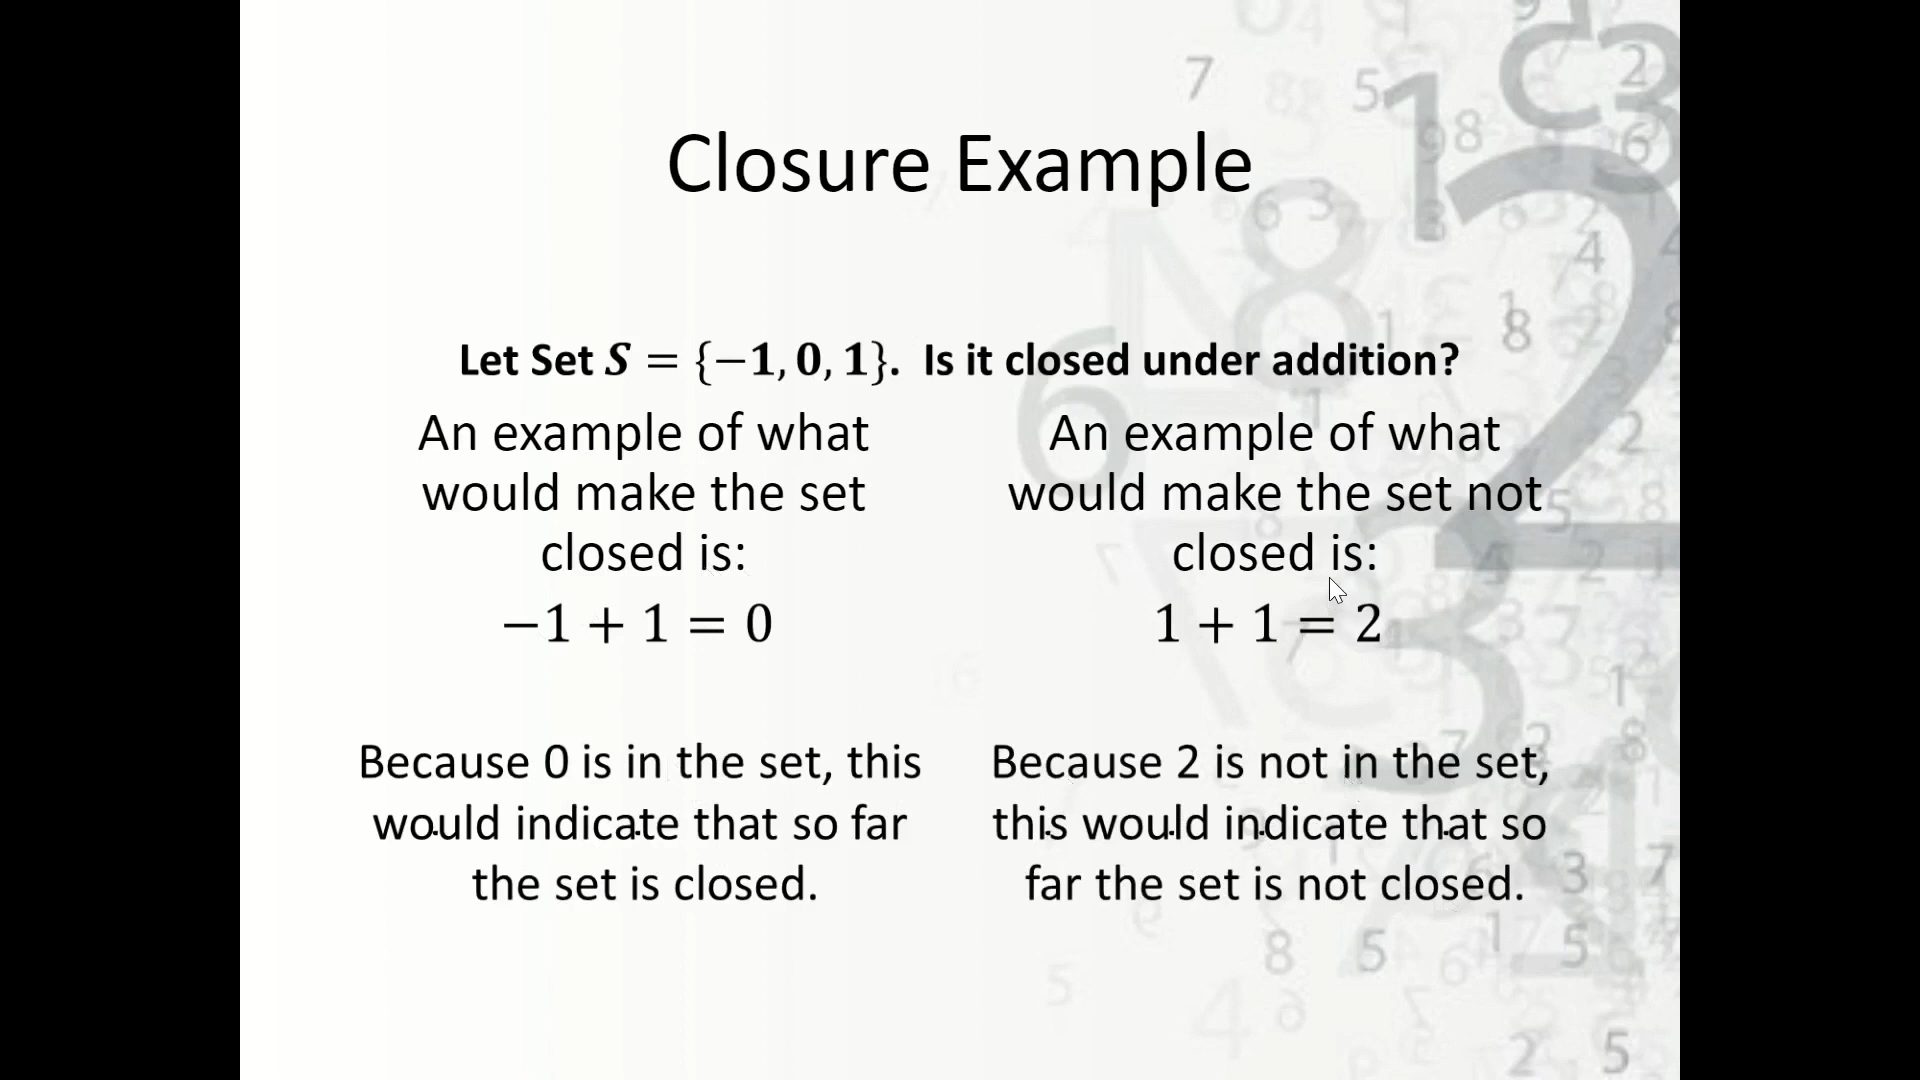 Closure Example
Let Set S = {−1, 0, 1}.  Is it closed under addition?
An example of what
would make the set
closed is:
−1 + 1 = 0
Because 0 is in the set, this
would indicate that so far
the set is closed.
An example of what
would make the set not
closed is:
1 + 1 = 2
Because 2 is not in the set,
this would indicate that so
far the set is not closed.